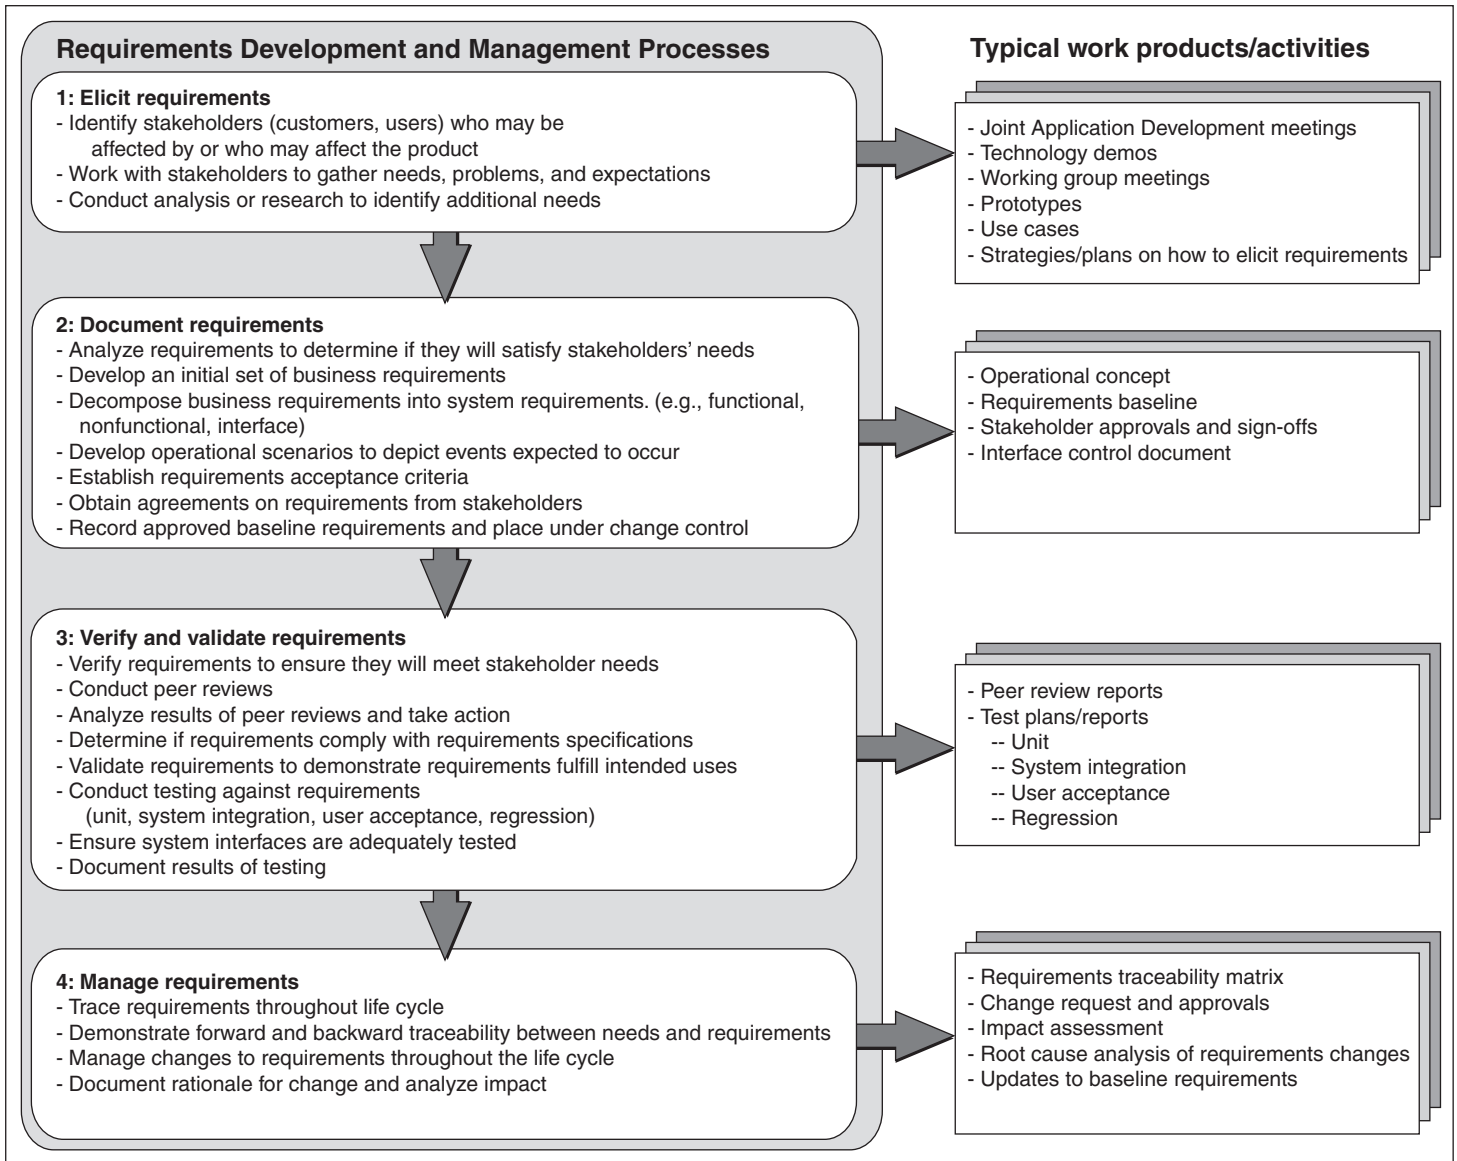 Requirements Development and Management Processes
Typical work products/activities
1: Elicit requirements
- Identify stakeholders (customers, users) who may be
affected by or who may affect the product
- Work with stakeholders to gather needs, problems, and expectations
- Conduct analysis or research to identify additional needs
- Joint Application Development meetings
- Technology demos
- Working group meetings
- Prototypes
- Use cases
- Strategies/plans on how to elicit requirements
2: Document requirements
- Analyze requirements to determine if they will satisfy stakeholders' needs
- Develop an initial set of business requirements
- Decompose business requirements into system requirements. (e.g., functional,
nonfunctional, interface)
- Develop operational scenarios to depict events expected to occur
- Establish requirements acceptance criteria
- Obtain agreements on requirements from stakeholders
- Record approved baseline requirements and place under change control
- Operational concept
- Requirements baseline
- Stakeholder approvals and sign-offs
- Interface control document
3: Verify and validate requirements
- Verify requirements to ensure they will meet stakeholder needs
- Conduct peer reviews
- Analyze results of peer reviews and take action
- Determine if requirements comply with requirements specifications
- Validate requirements to demonstrate requirements fulfill intended uses
- Conduct testing against requirements
(unit, system integration, user acceptance, regression)
- Ensure system interfaces are adequately tested
- Document results of testing
- Peer review reports
- Test plans/reports
-- Unit
-- System integration
-- User acceptance
-- Regression
4: Manage requirements
- Trace requirements throughout life cycle
- Demonstrate forward and backward traceability between needs and requirements
- Manage changes to requirements throughout the life cycle
- Document rationale for change and analyze impact
- Requirements traceability matrix
- Change request and approvals
- Impact assessment
- Root cause analysis of requirements changes
- Updates to baseline requirements